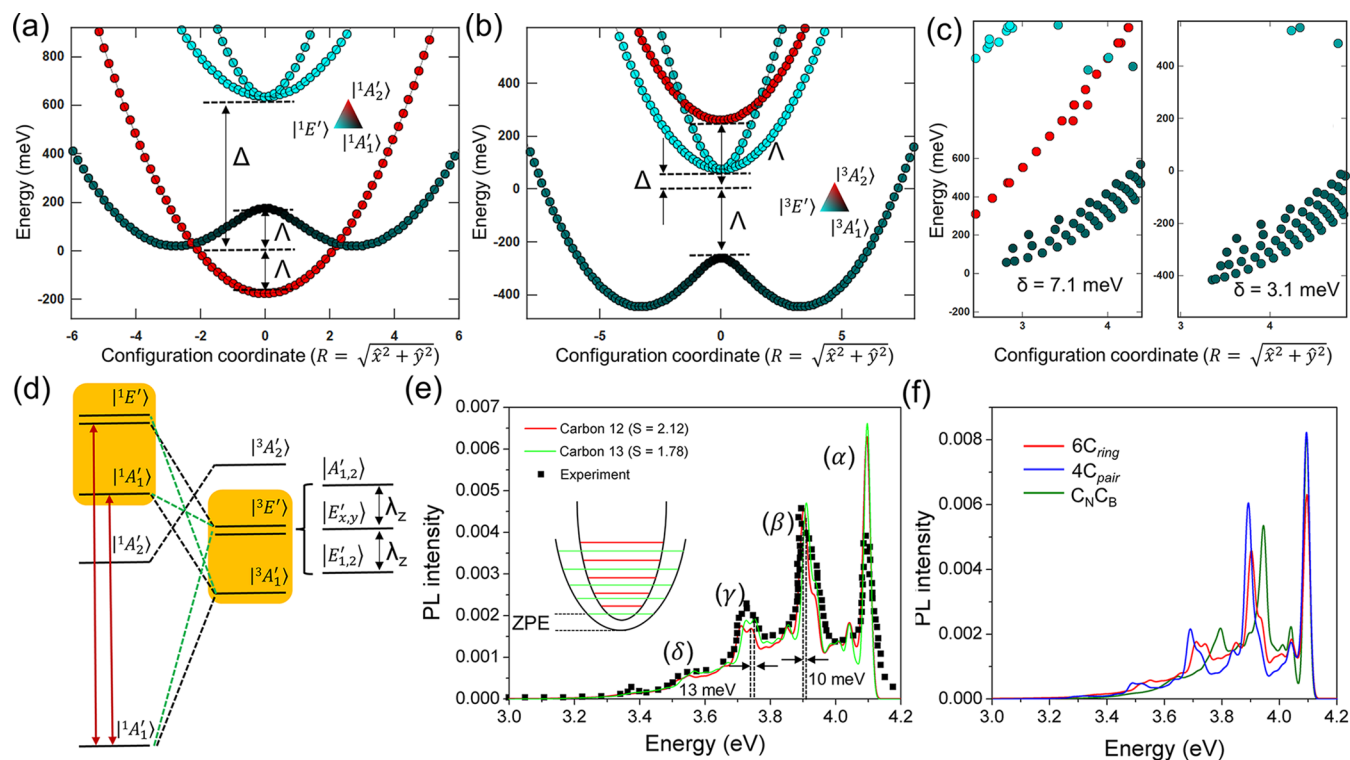 (a)
800
600
400
200
0
-200
Energy (meV)
-6
-4
-2
0
2
4
6
Configuration coordinate (R = √x̂² + ŷ²)
Δ
Λ
Λ
|¹A′₂⟩
|¹E′⟩
|¹A′₁⟩
(b)
400
200
0
-200
-400
Energy (meV)
-5
0
5
Configuration coordinate (R = √x̂² + ŷ²)
Δ
Λ
Λ
|³A′₂⟩
|³E′⟩
|³A′₁⟩
(c)
800
600
400
200
0
-200
Energy (meV)
3
4
δ = 7.1 meV
400
200
0
-200
-400
3
4
δ = 3.1 meV
Configuration coordinate (R = √x̂² + ŷ²)
(d)
|¹E′⟩
|¹A′₁⟩
|¹A′₂⟩
|¹A′₁⟩
|³A′₂⟩
|³E′⟩
|³A′₁⟩
|A′₁,₂⟩
|E′ₓ,ᵧ⟩
|E′₁,₂⟩
λz
λz
(e)
0.007
0.006
0.005
0.004
0.003
0.002
0.001
0.000
PL intensity
Carbon 12 (S = 2.12)
Carbon 13 (S = 1.78)
Experiment
ZPE
(α)
(β)
(γ)
(δ)
13 meV
10 meV
3.0
3.2
3.4
3.6
3.8
4.0
4.2
Energy (eV)
(f)
0.008
0.006
0.004
0.002
0.000
PL intensity
6Cring
4Cpair
CNCB
3.0
3.2
3.4
3.6
3.8
4.0
4.2
Energy (eV)